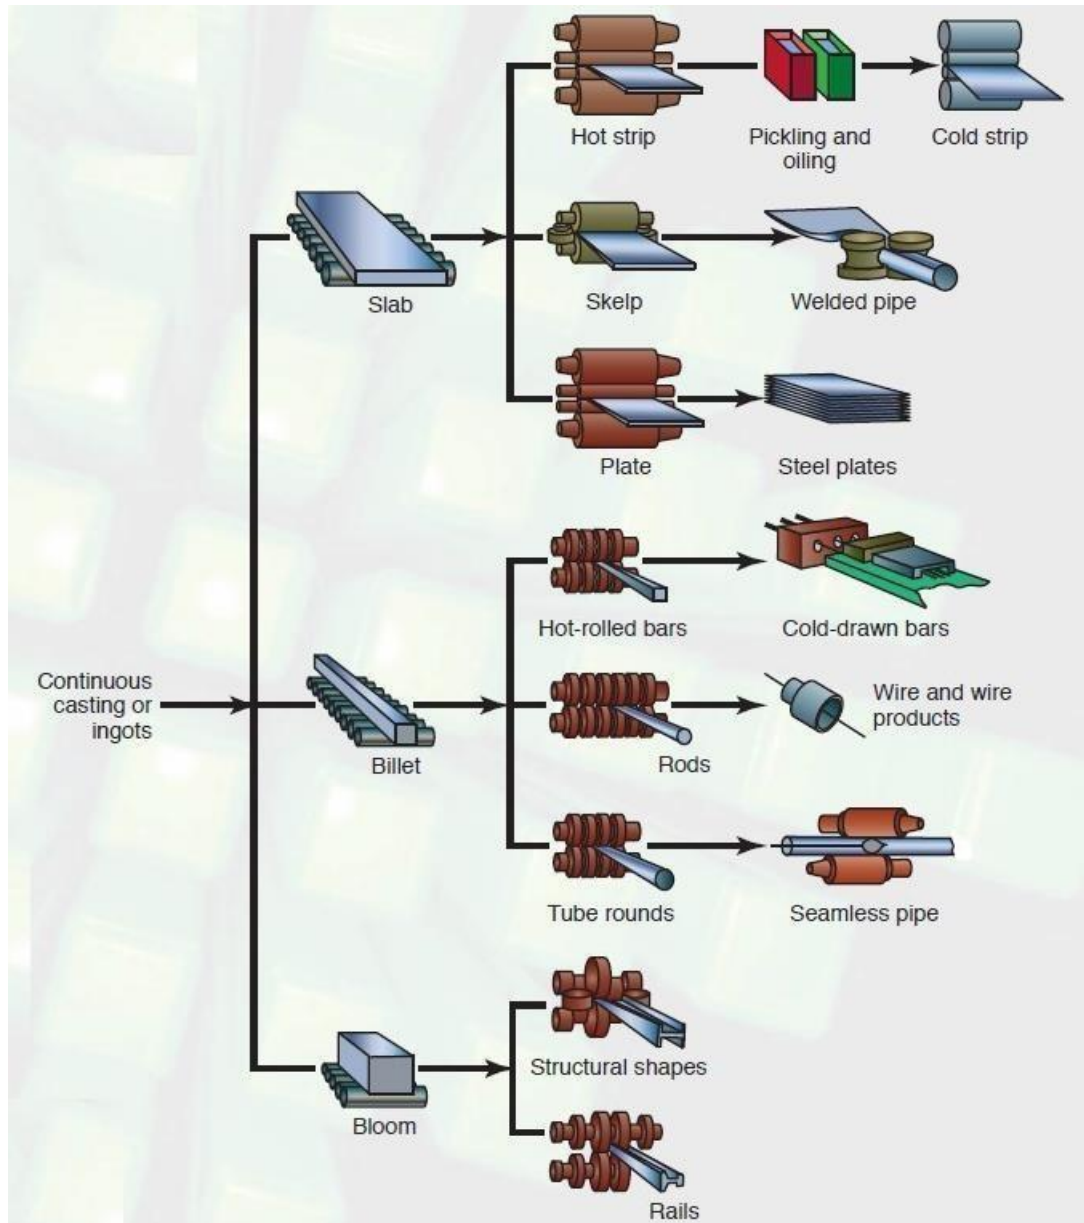 Hot strip
Pickling and
oiling
Cold strip
Slab
Skelp
Welded pipe
Plate
Steel plates
Hot-rolled bars
Cold-drawn bars
Continuous
casting or
ingots
Billet
Rods
Wire and wire
products
Tube rounds
Seamless pipe
Structural shapes
Bloom
Rails